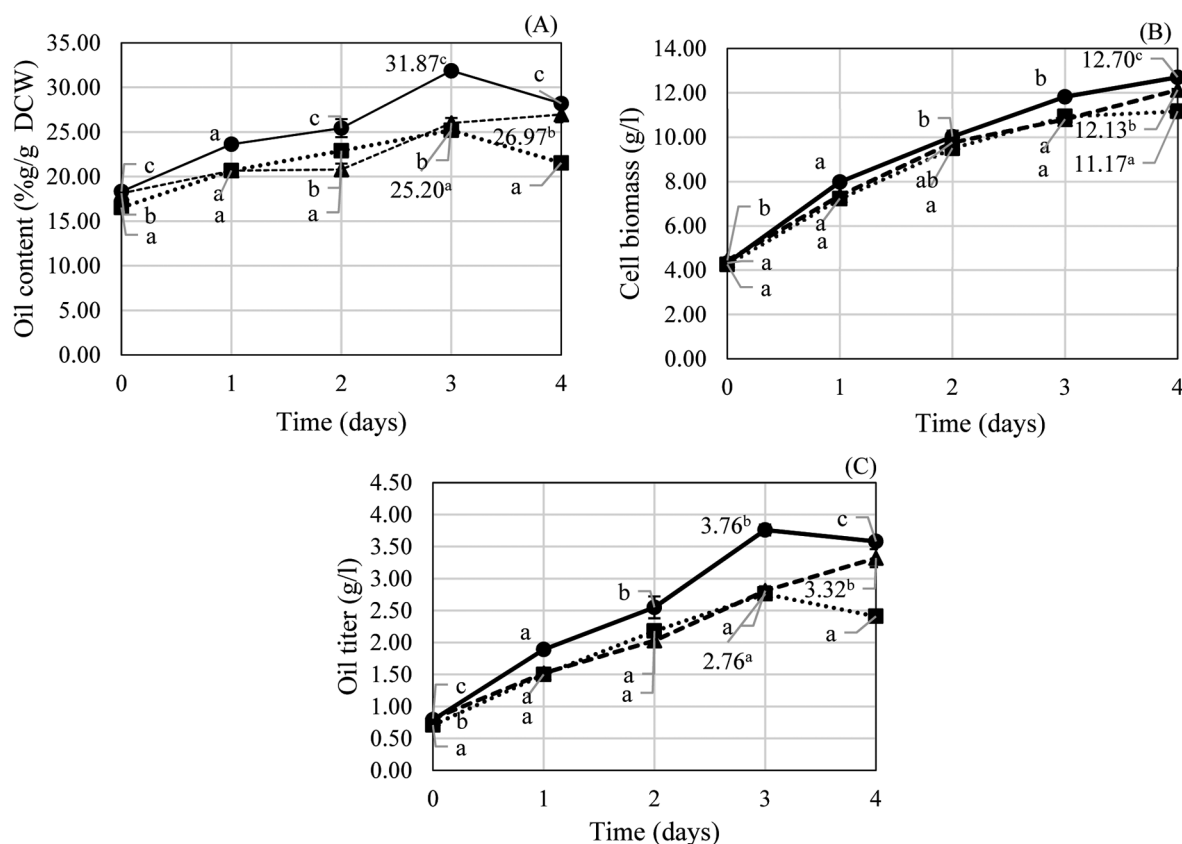 (A)
Oil content (%g/g DCW)
35.00
30.00
25.00
20.00
15.00
10.00
5.00
0.00
31.87ᶜ
c
c
a
c
26.97ᵇ
b
25.20ᵃ
b
a
a
a
b
a
a
0 1 2 3 4
Time (days)
(B)
Cell biomass (g/l)
14.00
12.00
10.00
8.00
6.00
4.00
2.00
0.00
12.70ᶜ
b
b
a
12.13ᵇ
11.17ᵃ
a
a
ab
a
a
a
b
a
a
0 1 2 3 4
Time (days)
(C)
Oil titer (g/l)
4.50
4.00
3.50
3.00
2.50
2.00
1.50
1.00
0.50
0.00
3.76ᵇ
c
b
a
3.32ᵇ
a
a
2.76ᵃ
a
a
a
a
c
b
a
0 1 2 3 4
Time (days)